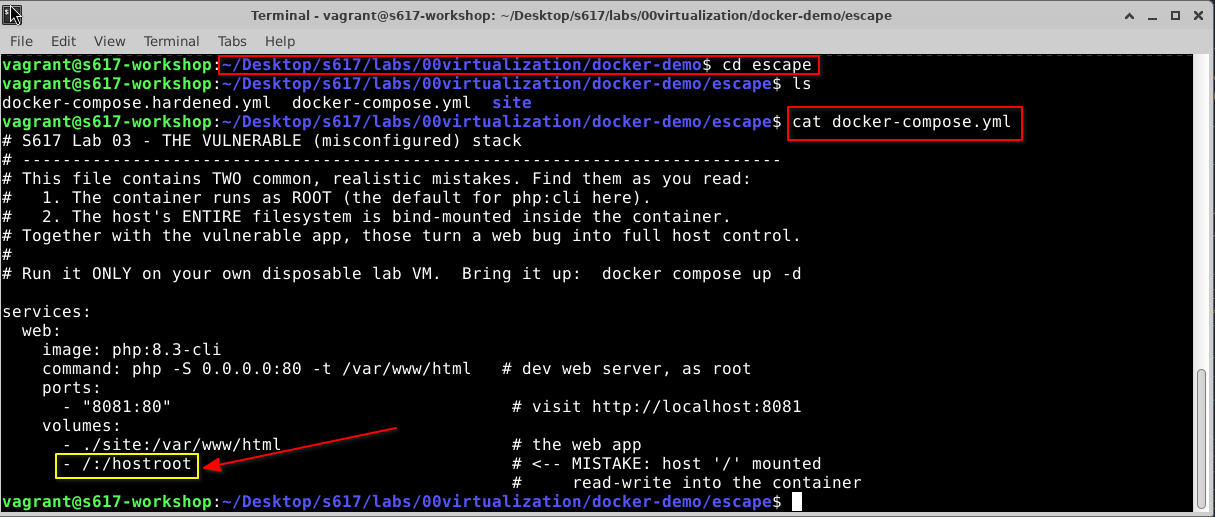 Terminal - vagrant@s617-workshop: ~/Desktop/s617/labs/00virtualization/docker-demo/escape
File Edit View Terminal Tabs Help
vagrant@s617-workshop:~/Desktop/s617/labs/00virtualization/docker-demo$ cd escape
vagrant@s617-workshop:~/Desktop/s617/labs/00virtualization/docker-demo/escape$ ls
docker-compose.hardened.yml  docker-compose.yml  site
vagrant@s617-workshop:~/Desktop/s617/labs/00virtualization/docker-demo/escape$ cat docker-compose.yml
# S617 Lab 03 - THE VULNERABLE (misconfigured) stack
# ---------------------------------------------------------------------------
# This file contains TWO common, realistic mistakes. Find them as you read:
#   1. The container runs as ROOT (the default for php:cli here).
#   2. The host's ENTIRE filesystem is bind-mounted inside the container.
# Together with the vulnerable app, those turn a web bug into full host control.
#
# Run it ONLY on your own disposable lab VM.  Bring it up:  docker compose up -d
services:
  web:
    image: php:8.3-cli
    command: php -S 0.0.0.0:80 -t /var/www/html   # dev web server, as root
    ports:
      - "8081:80"                                  # visit http://localhost:8081
    volumes:
      - ./site:/var/www/html                       # the web app
      - /:/hostroot                                # <-- MISTAKE: host '/' mounted
                                                   #     read-write into the container
vagrant@s617-workshop:~/Desktop/s617/labs/00virtualization/docker-demo/escape$